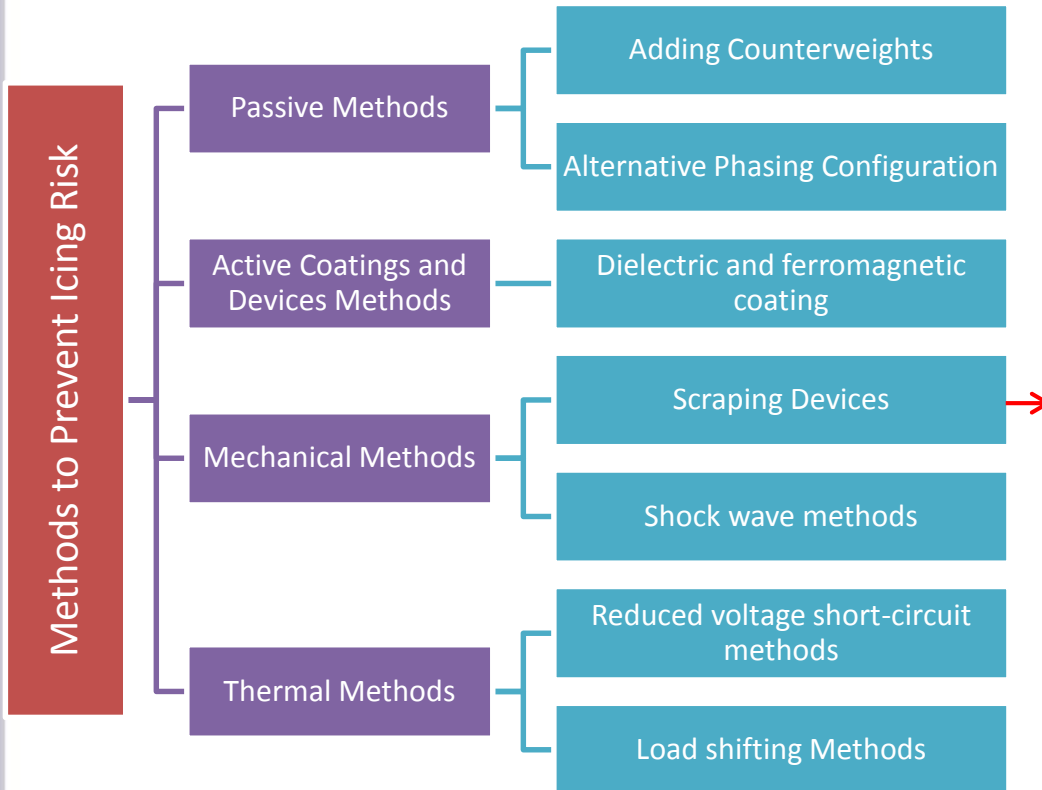 Methods to Prevent Icing Risk
Passive Methods
Adding Counterweights
Alternative Phasing Configuration
Active Coatings and
Devices Methods
Dielectric and ferromagnetic
coating
Mechanical Methods
Scraping Devices
Shock wave methods
Thermal Methods
Reduced voltage short-circuit
methods
Load shifting Methods